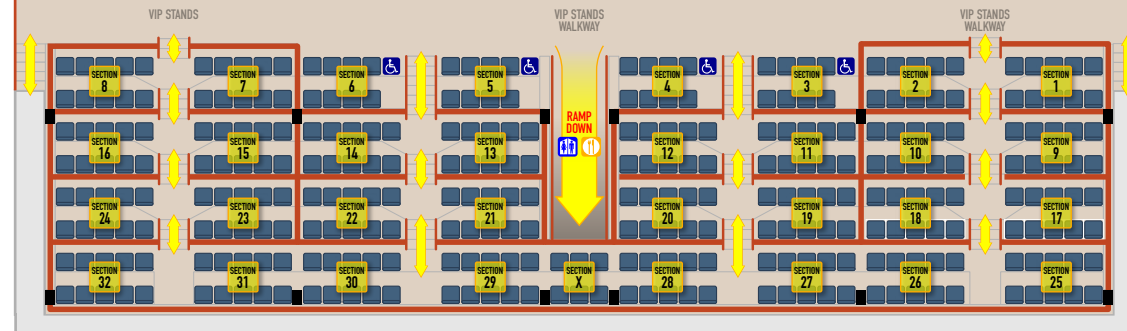 VIP STANDS
VIP STANDS
WALKWAY
VIP STANDS
WALKWAY
SECTION
8
SECTION
7
SECTION
6
SECTION
5
SECTION
4
SECTION
3
SECTION
2
SECTION
1
RAMP
DOWN
SECTION
16
SECTION
15
SECTION
14
SECTION
13
SECTION
12
SECTION
11
SECTION
10
SECTION
9
SECTION
24
SECTION
23
SECTION
22
SECTION
21
SECTION
20
SECTION
19
SECTION
18
SECTION
17
SECTION
32
SECTION
31
SECTION
30
SECTION
29
SECTION
X
SECTION
28
SECTION
27
SECTION
26
SECTION
25